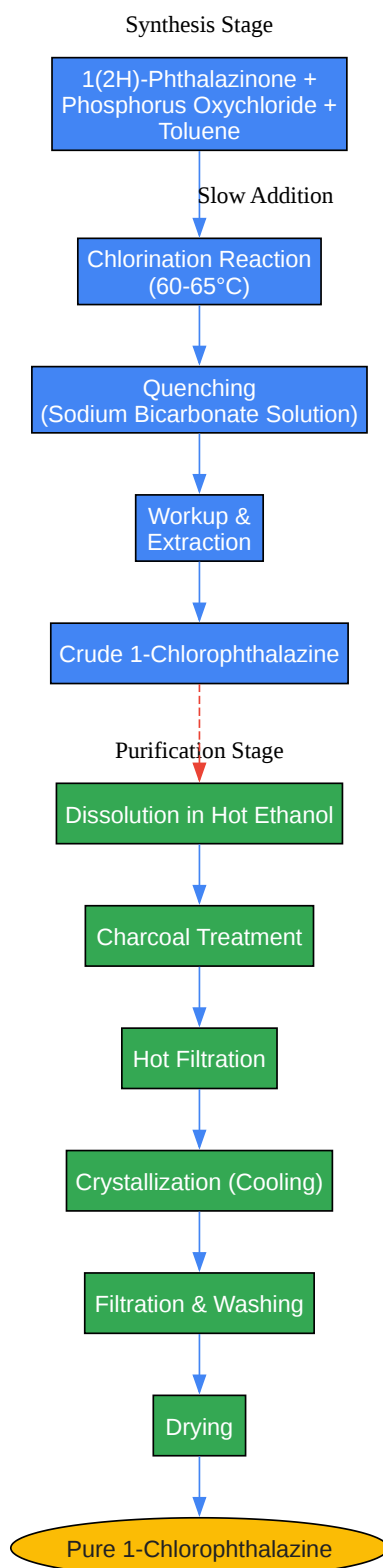 Synthesis Stage
1(2H)-Phthalazinone +
Phosphorus Oxychloride +
Toluene
Slow Addition
Chlorination Reaction
(60-65°C)
Quenching
(Sodium Bicarbonate Solution)
Workup &
Extraction
Crude 1-Chlorophthalazine
Purification Stage
Dissolution in Hot Ethanol
Charcoal Treatment
Hot Filtration
Crystallization (Cooling)
Filtration & Washing
Drying
Pure 1-Chlorophthalazine